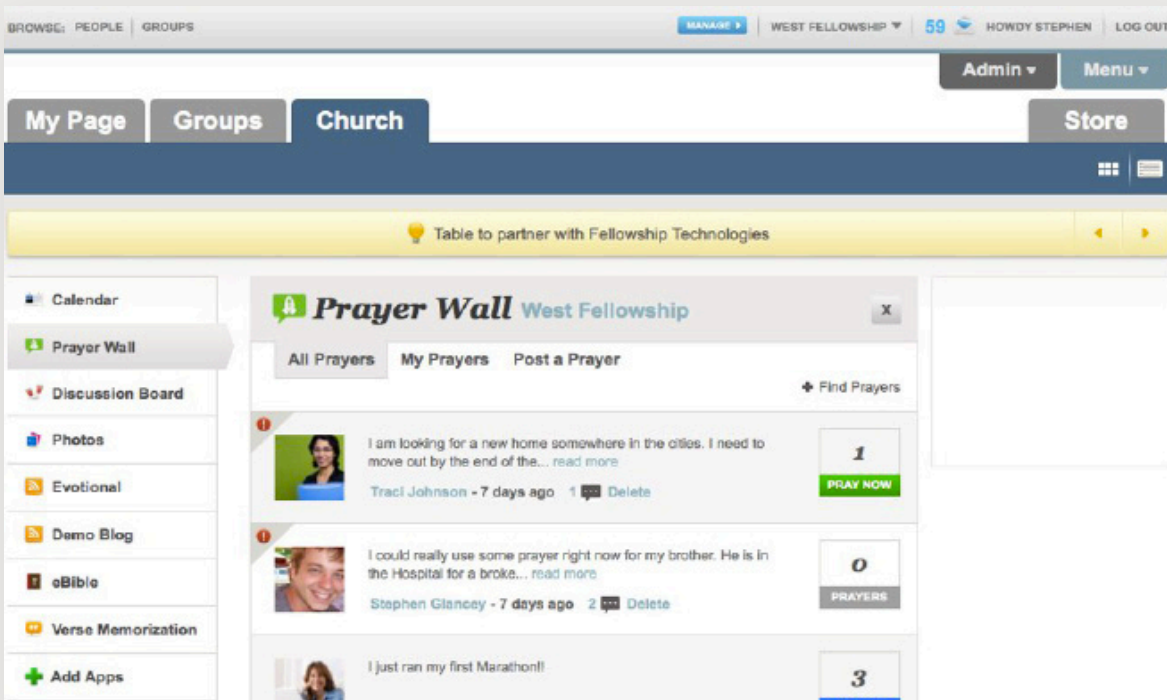 BROWSE: PEOPLE | GROUPS MANAGE WEST FELLOWSHIP 59 HOWDY STEPHEN | LOG OUT
Admin Menu
My Page Groups Church Store
Table to partner with Fellowship Technologies
Calendar
Prayer Wall
Discussion Board
Photos
Evotional
Demo Blog
eBible
Verse Memorization
Add Apps
Prayer Wall West Fellowship X
All Prayers My Prayers Post a Prayer
Find Prayers
I am looking for a new home somewhere in the cities. I need to
move out by the end of the... read more
Traci Johnson - 7 days ago 1 Delete
1
PRAY NOW
I could really use some prayer right now for my brother. He is in
the Hospital for a broke... read more
Stephen Glancey - 7 days ago 2 Delete
0
PRAYERS
I just ran my first Marathon!!
3